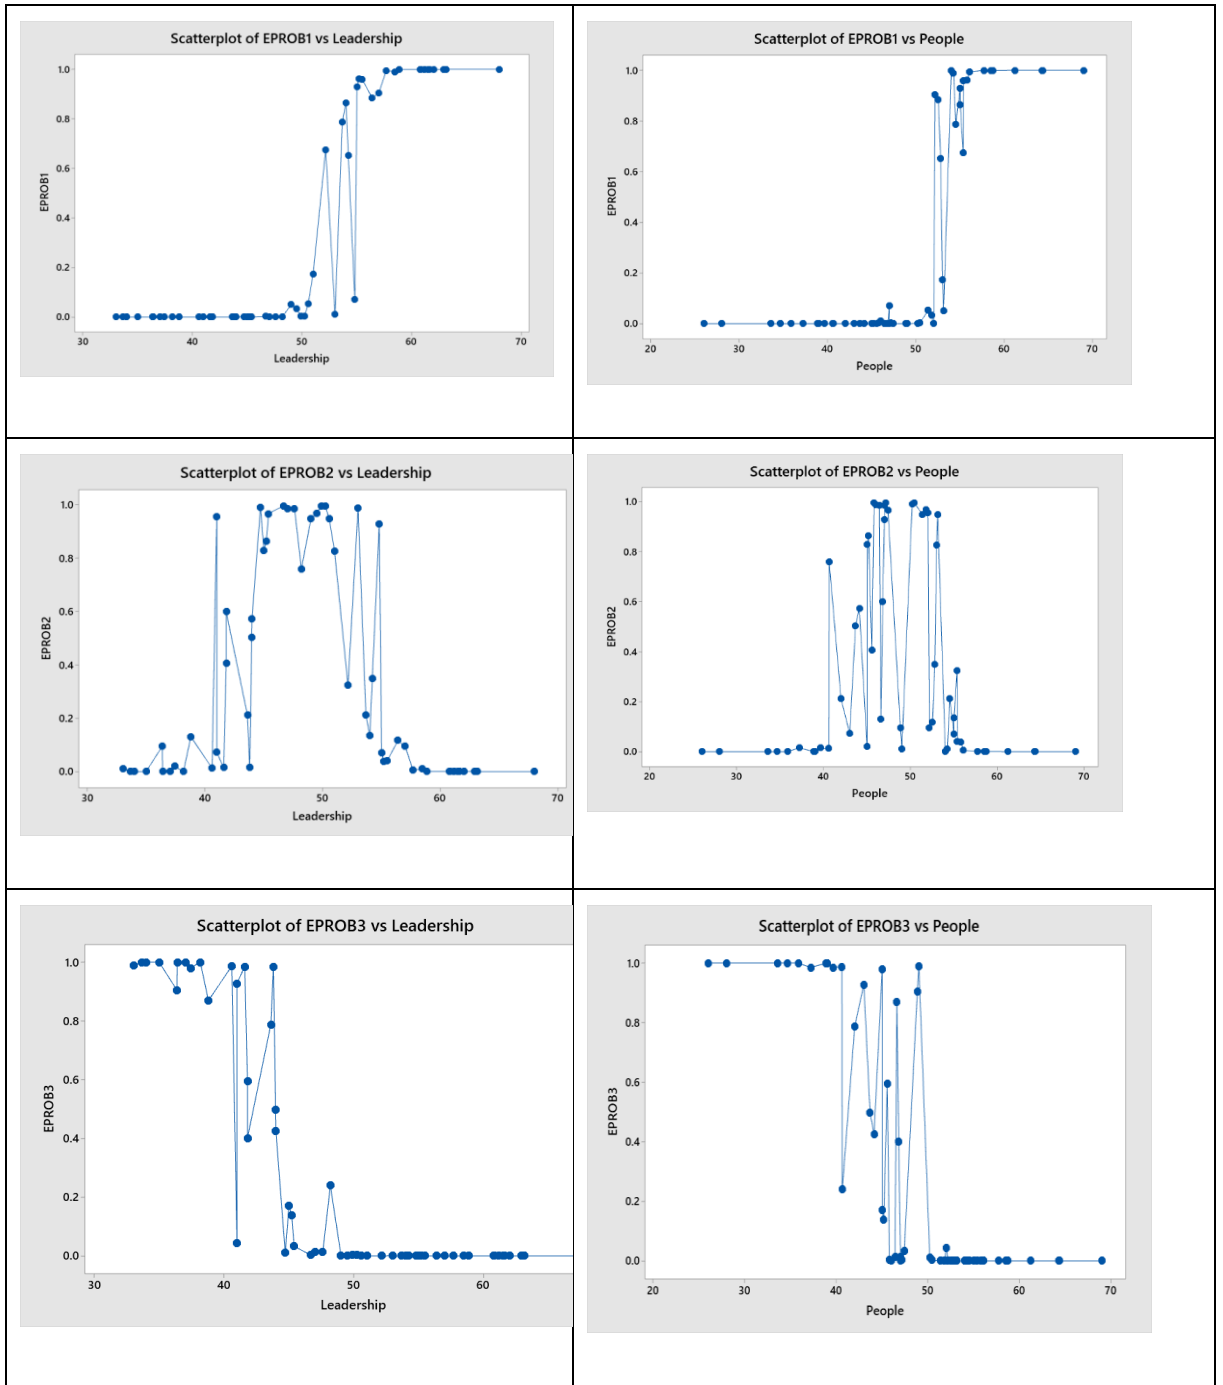 Scatterplot of EPROB1 vs Leadership
EPROB1
1.0
0.8
0.6
0.4
0.2
0.0
30 40 50 60 70
Leadership
Scatterplot of EPROB1 vs People
EPROB1
1.0
0.8
0.6
0.4
0.2
0.0
20 30 40 50 60 70
People
Scatterplot of EPROB2 vs Leadership
EPROB2
1.0
0.8
0.6
0.4
0.2
0.0
30 40 50 60 70
Leadership
Scatterplot of EPROB2 vs People
EPROB2
1.0
0.8
0.6
0.4
0.2
0.0
20 30 40 50 60 70
People
Scatterplot of EPROB3 vs Leadership
EPROB3
1.0
0.8
0.6
0.4
0.2
0.0
30 40 50 60
Leadership
Scatterplot of EPROB3 vs People
EPROB3
1.0
0.8
0.6
0.4
0.2
0.0
20 30 40 50 60 70
People